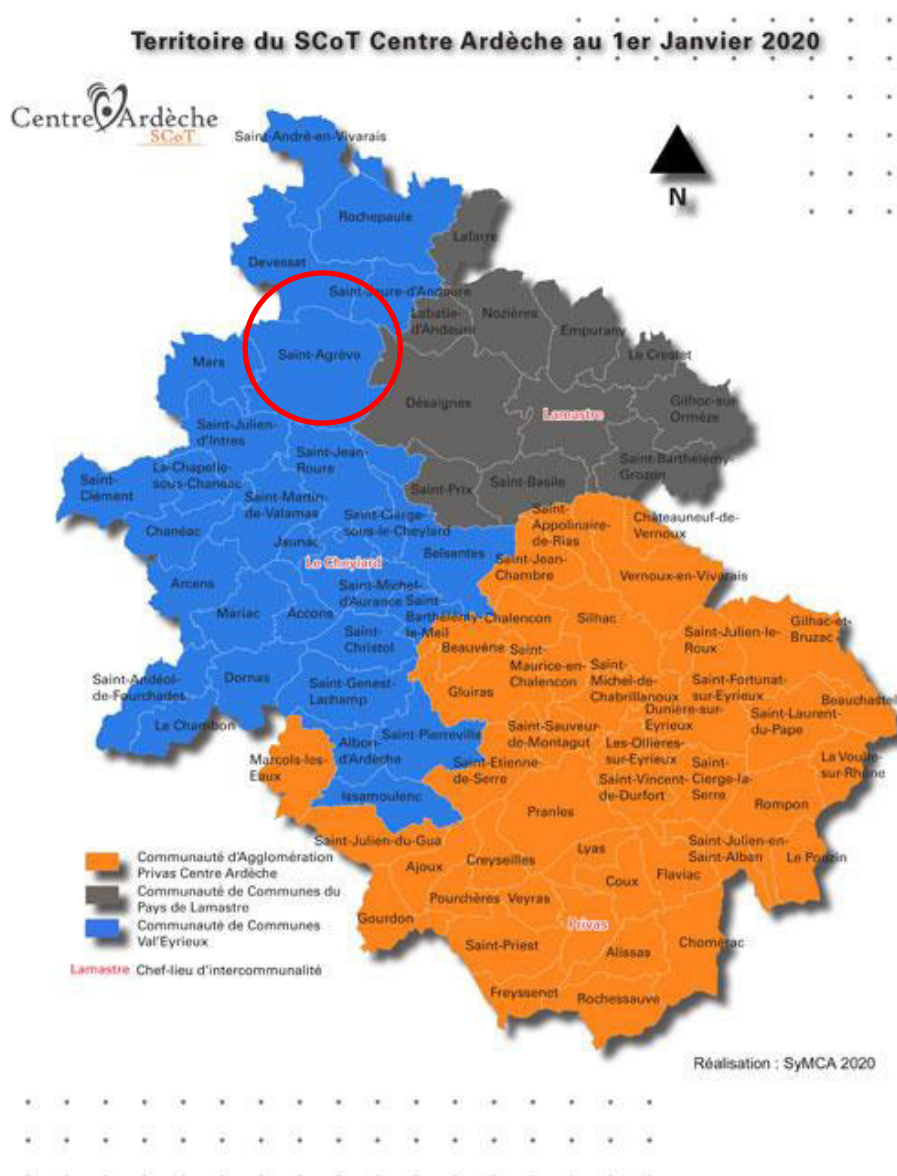 Territoire du SCoT Centre Ardèche au 1er Janvier 2020
Centre Ardèche
SCoT
N
Saint-André-en-Vivarais
Rochepaule
Lafarre
Devesset
Saint-Jeure-d'Andaure
Labatie-
d'Andaure
Nozières
Empurany
Le Crestet
Mars
Saint-Agrève
Désaignes
Lamastre
Gilhoc-sur-
Ormèze
Saint-Julien-
d'Intres
Saint-Jean-
Roure
Saint-Barthélemy-
Grozon
Saint-
Clément
La-Chapelle-
sous-Chaneac
Saint-Prix
Saint-Basile
Saint-Martin-
de-Valamas
Saint-Cierge-
sous-le-Cheylard
Saint-
Appolinaire-
de-Rias
Châteauneuf-de-
Vernoux
Chanéac
Jaunac
Le Cheylard
Belsentes
Saint-Jean-
Chambre
Vernoux-en-Vivarais
Arcens
Saint-Michel-
d'Aurance
Mariac
Accons
Saint-
Barthélémy-
le-Meil
Chalencon
Silhac
Gilhac-et-
Bruzac
Saint-
Christol
Beauvène
Saint-
Maurice-en-
Chalencon
Saint-
Michel-de-
Chabrillanoux
Saint-Julien-le-
Roux
Saint-Andéol-
de-Fourchades
Dornas
Saint-Genest-
Lachamp
Gluiras
Saint-Fortunat-
sur-Eyrieux
Beauchastel
Le Chambon
Dunière-sur-
Eyrieux
Saint-Laurent-
du-Pape
Marcols-les-
Eaux
Albon-
d'Ardèche
Saint-Pierreville
Saint-Sauveur-
de-Montagut
Les-Ollières-
sur-Eyrieux
La Voulte-
sur-Rhône
Saint-Etienne-
de-Serre
Saint-Vincent-
de-Durfort
Saint-
Cierge-la-
Serre
Issamoulenc
Pranles
Rompon
Saint-Julien-du-Gua
Ajoux
Creyseilles
Lyas
Saint-Julien-en-
Saint-Alban
Le Pouzin
Coux
Flaviac
Pourchères
Veyras
Gourdon
Privas
Saint-Priest
Alissas
Chomérac
Freyssenet
Rochessauve
Communauté d'Agglomération
Privas Centre Ardèche
Communauté de Communes du
Pays de Lamastre
Communauté de Communes
Val'Eyrieux
Lamastre Chef-lieu d'intercommunalité
Réalisation : SyMCA 2020